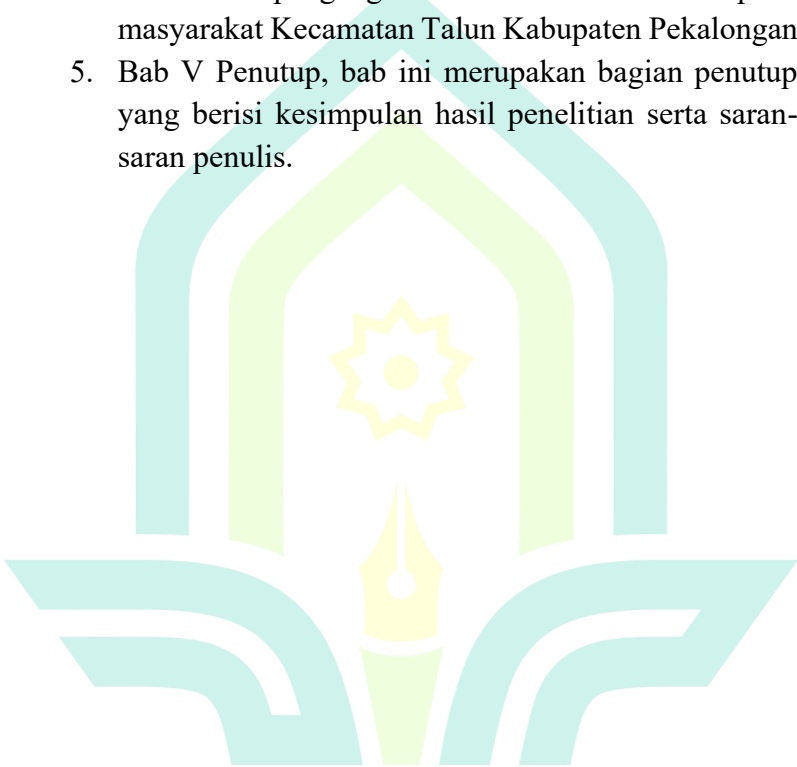 masyarakat Kecamatan Talun Kabupaten Pekalongan
5. Bab V Penutup, bab ini merupakan bagian penutup
yang berisi kesimpulan hasil penelitian serta saran-
saran penulis.